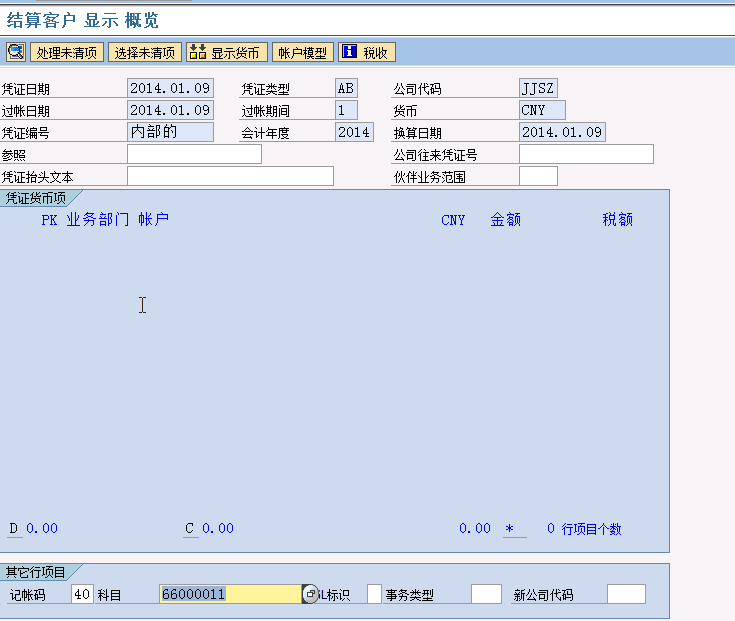 结算客户 显示 概览
处理未清项 选择未清项 显示货币 帐户模型 税收
凭证日期 2014.01.09 凭证类型 AB 公司代码 JJSZ
过帐日期 2014.01.09 过帐期间 1 货币 CNY
凭证编号 内部的 会计年度 2014 换算日期 2014.01.09
参照 公司往来凭证号
凭证抬头文本 伙伴业务范围
凭证货币项
PK 业务部门 帐户 CNY 金额 税额
D 0.00 C 0.00 0.00 * 0 行项目个数
其它行项目
记帐码 40 科目 66000011 L标识 事务类型 新公司代码